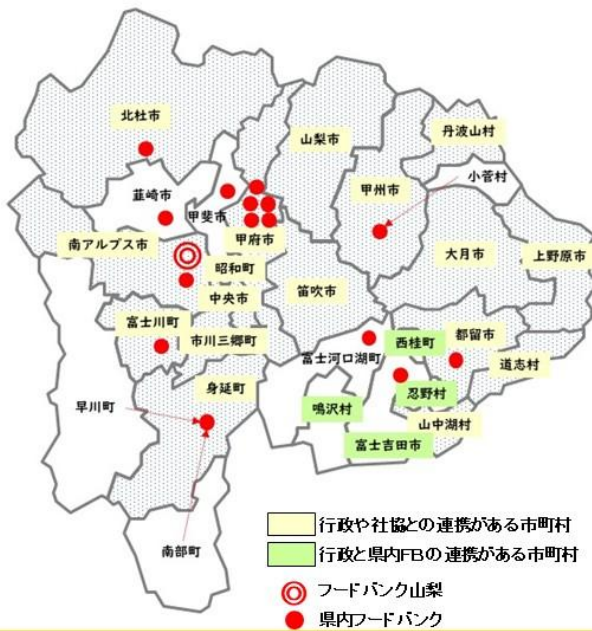 北杜市
山梨市
丹波山村
小菅村
甲州市
韮崎市
甲斐市
南アルプス市
甲府市
大月市
上野原市
昭和町
中央市
笛吹市
富士川町
市川三郷町
富士河口湖町
西桂町
都留市
道志村
身延町
早川町
鳴沢村
忍野村
山中湖村
富士吉田市
南部町
行政や社協との連携がある市町村
行政と県内FBの連携がある市町村
フードバンク山梨
県内フードバンク